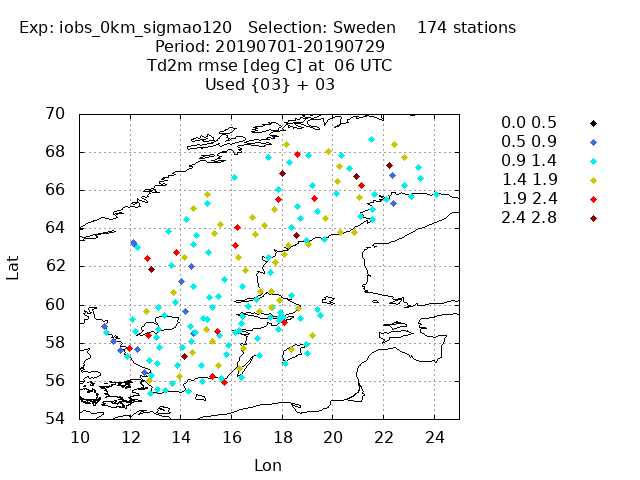 Exp: iobs_0km_sigmao120 Selection: Sweden 174 stations
Period: 20190701-20190729
Td2m rmse [deg C] at 06 UTC
Used {03} + 03
70
68
66
64
62
60
58
56
54
10 12 14 16 18 20 22 24
Lat
Lon
0.0 0.5
0.5 0.9
0.9 1.4
1.4 1.9
1.9 2.4
2.4 2.8